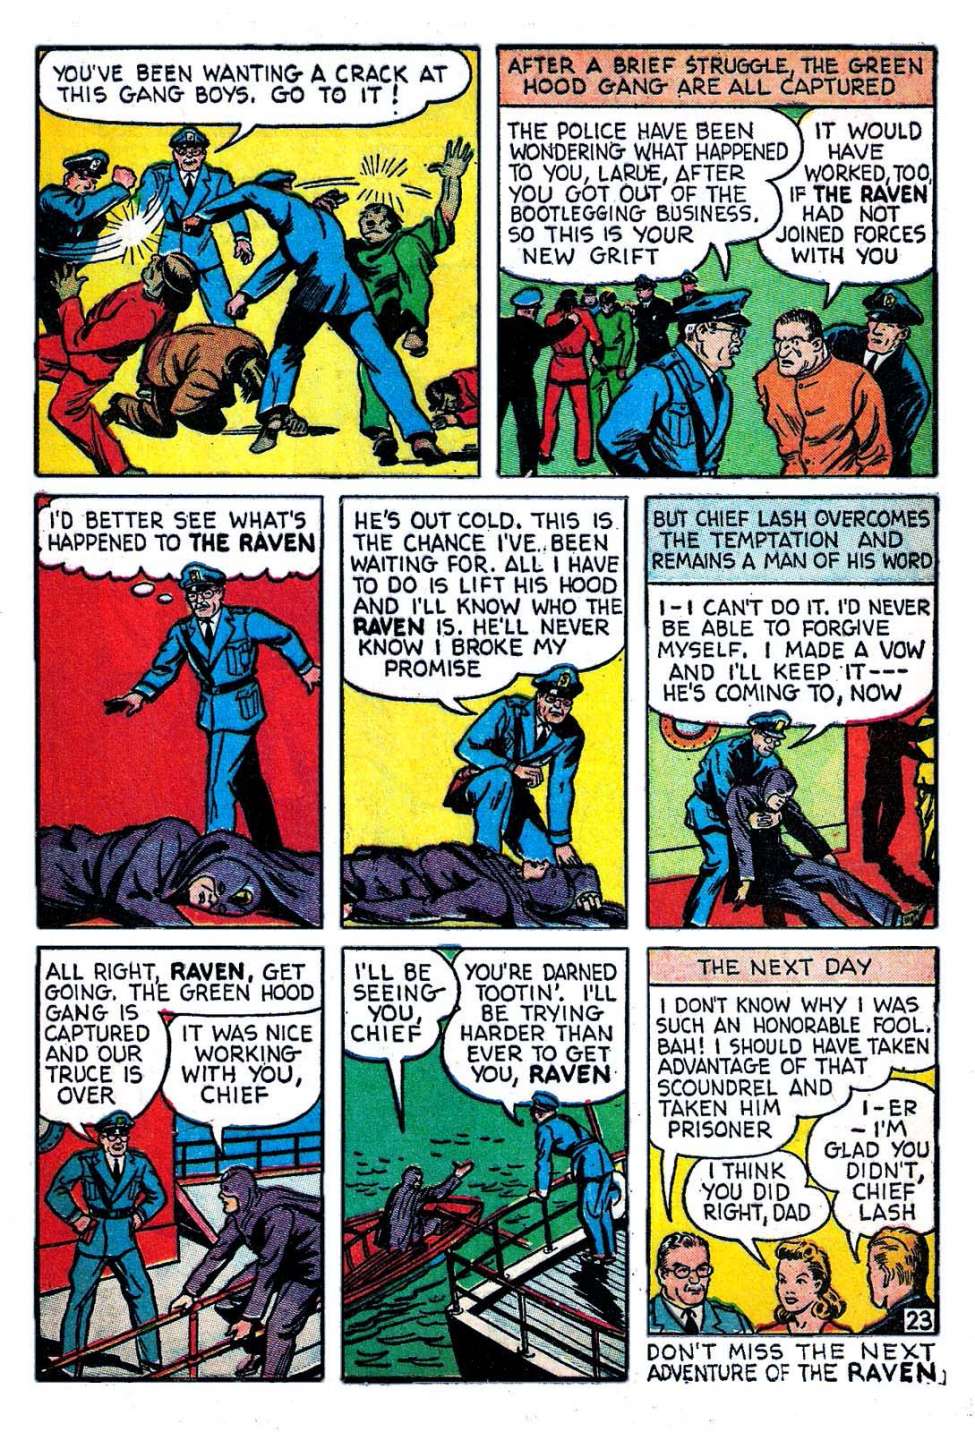 YOU'VE BEEN WANTING A CRACK AT
THIS GANG BOYS. GO TO IT!
AFTER A BRIEF STRUGGLE, THE GREEN
HOOD GANG ARE ALL CAPTURED
THE POLICE HAVE BEEN
WONDERING WHAT HAPPENED
TO YOU, LARUE, AFTER
YOU GOT OUT OF THE
BOOTLEGGING BUSINESS.
SO THIS IS YOUR
NEW GRIFT
IT WOULD
HAVE
WORKED, TOO,
IF THE RAVEN
HAD NOT
JOINED FORCES
WITH YOU
I'D BETTER SEE WHAT'S
HAPPENED TO THE RAVEN
HE'S OUT COLD. THIS IS
THE CHANCE I'VE BEEN
WAITING FOR. ALL I HAVE
TO DO IS LIFT HIS HOOD
AND I'LL KNOW WHO THE
RAVEN IS. HE'LL NEVER
KNOW I BROKE MY
PROMISE
BUT CHIEF LASH OVERCOMES
THE TEMPTATION AND
REMAINS A MAN OF HIS WORD
I-I CAN'T DO IT. I'D NEVER
BE ABLE TO FORGIVE
MYSELF. I MADE A VOW
AND I'LL KEEP IT---
HE'S COMING TO, NOW
ALL RIGHT, RAVEN, GET
GOING. THE GREEN HOOD
GANG IS
CAPTURED
AND OUR
TRUCE IS
OVER
IT WAS NICE
WORKING
WITH YOU,
CHIEF
I'LL BE
SEEING
YOU,
CHIEF
YOU'RE DARNED
TOOTIN'. I'LL
BE TRYING
HARDER THAN
EVER TO GET
YOU, RAVEN
THE NEXT DAY
I DON'T KNOW WHY I WAS
SUCH AN HONORABLE FOOL.
BAH! I SHOULD HAVE TAKEN
ADVANTAGE OF THAT
SCOUNDREL AND
TAKEN HIM
PRISONER
I THINK
YOU DID
RIGHT, DAD
I-ER
- I'M
GLAD YOU
DIDN'T,
CHIEF
LASH
23
DON'T MISS THE NEXT
ADVENTURE OF THE RAVEN.